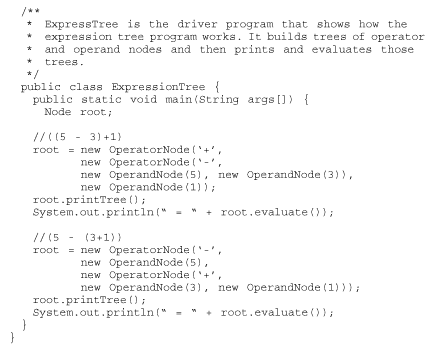 /**
 *  ExpressTree is the driver program that shows how the
 *  expression tree program works. It builds trees of operator
 *  and operand nodes and then prints and evaluates those
 *  trees.
 */
public class ExpressionTree {
  public static void main(String args[]) {
    Node root;

  //((5 - 3)+1)
  root = new OperatorNode(‘+’,
         new OperatorNode(‘-’,
         new OperandNode(5), new OperandNode(3)),
         new OperandNode(1));
  root.printTree();
  System.out.println(“ = “ + root.evaluate());

  //(5 - (3+1))
  root = new OperatorNode(‘-’,
         new OperandNode(5),
         new OperatorNode(‘+’,
         new OperandNode(3), new OperandNode(1)));
  root.printTree();
  System.out.println(“ = “ + root.evaluate());
 }
}